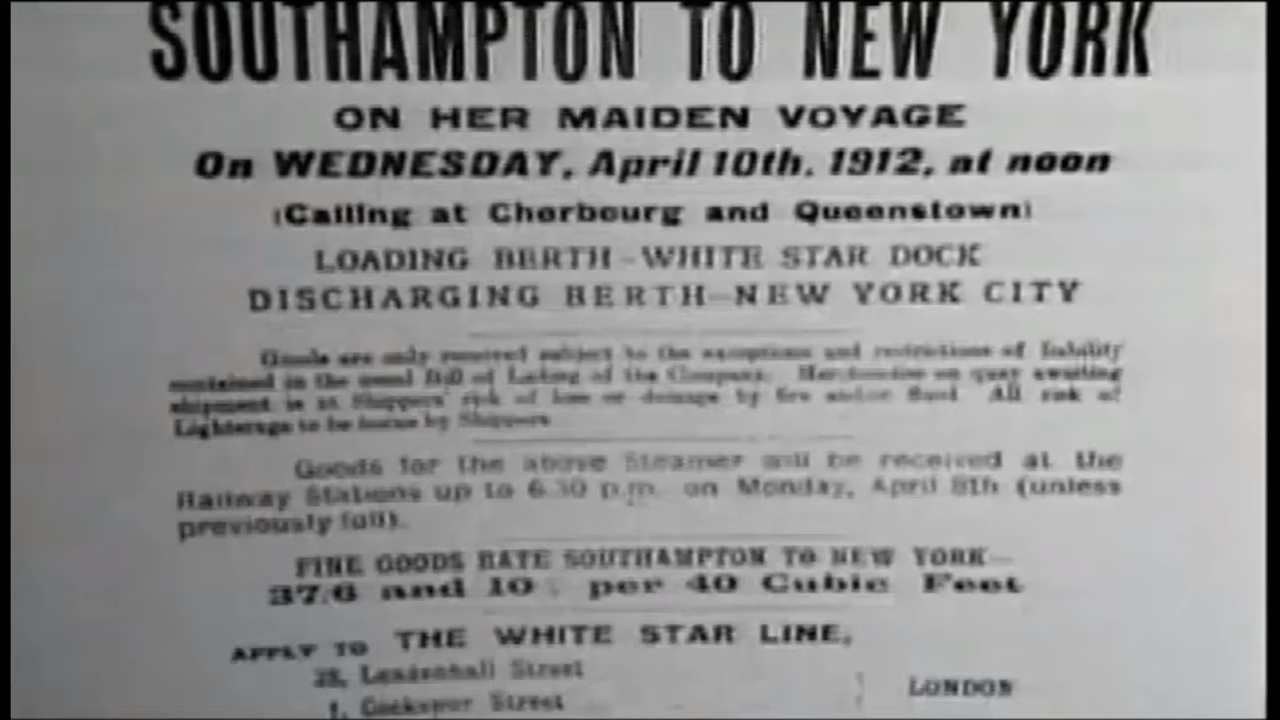 SOUTHAMPTON TO NEW YORK
ON HER MAIDEN VOYAGE
On WEDNESDAY, April 10th, 1912, at noon
(Calling at Cherbourg and Queenstown)
LOADING BERTH-WHITE STAR DOCK
DISCHARGING BERTH-NEW YORK CITY
Goods are only received subject to the exceptions and restrictions of liability
contained in the usual Bill of Lading of the Company. Merchandise on quay awaiting
shipment is at Shippers' risk of loss or damage by fire and/or flood. All risk of
Lighterage to be borne by Shippers
Goods for the above Steamer will be received at the
Railway Stations up to 6.30 p.m. on Monday, April 8th (unless
previously full).
FINE GOODS RATE SOUTHAMPTON TO NEW YORK-
37/6 and 10 per 40 Cubic Feet
APPLY TO THE WHITE STAR LINE,
Leadenhall Street
1, Cockspur Street
LONDON